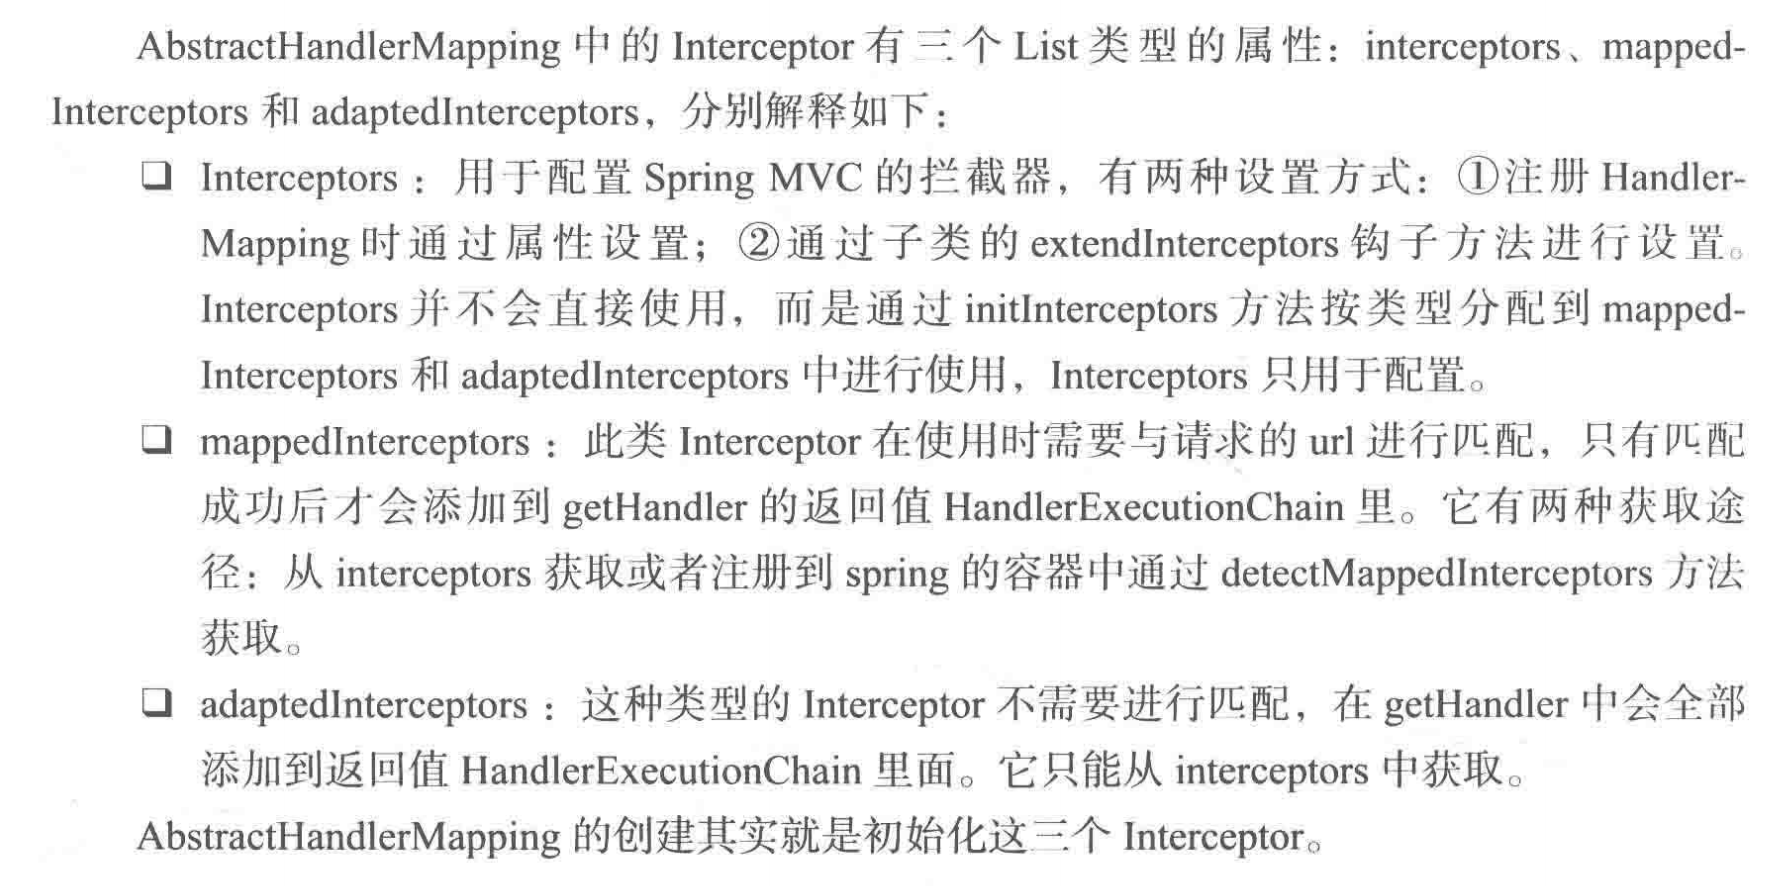 AbstractHandlerMapping 中的 Interceptor 有三个 List 类型的属性：interceptors、mapped-
Interceptors 和 adaptedInterceptors，分别解释如下：
❑ Interceptors：用于配置 Spring MVC 的拦截器，有两种设置方式：①注册 Handler-
Mapping 时通过属性设置；②通过子类的 extendInterceptors 钩子方法进行设置。
Interceptors 并不会直接使用，而是通过 initInterceptors 方法按类型分配到 mapped-
Interceptors 和 adaptedInterceptors 中进行使用，Interceptors 只用于配置。
❑ mappedInterceptors：此类 Interceptor 在使用时需要与请求的 url 进行匹配，只有匹配
成功后才会添加到 getHandler 的返回值 HandlerExecutionChain 里。它有两种获取途
径：从 interceptors 获取或者注册到 spring 的容器中通过 detectMappedInterceptors 方法
获取。
❑ adaptedInterceptors：这种类型的 Interceptor 不需要进行匹配，在 getHandler 中会全部
添加到返回值 HandlerExecutionChain 里面。它只能从 interceptors 中获取。
AbstractHandlerMapping 的创建其实就是初始化这三个 Interceptor。